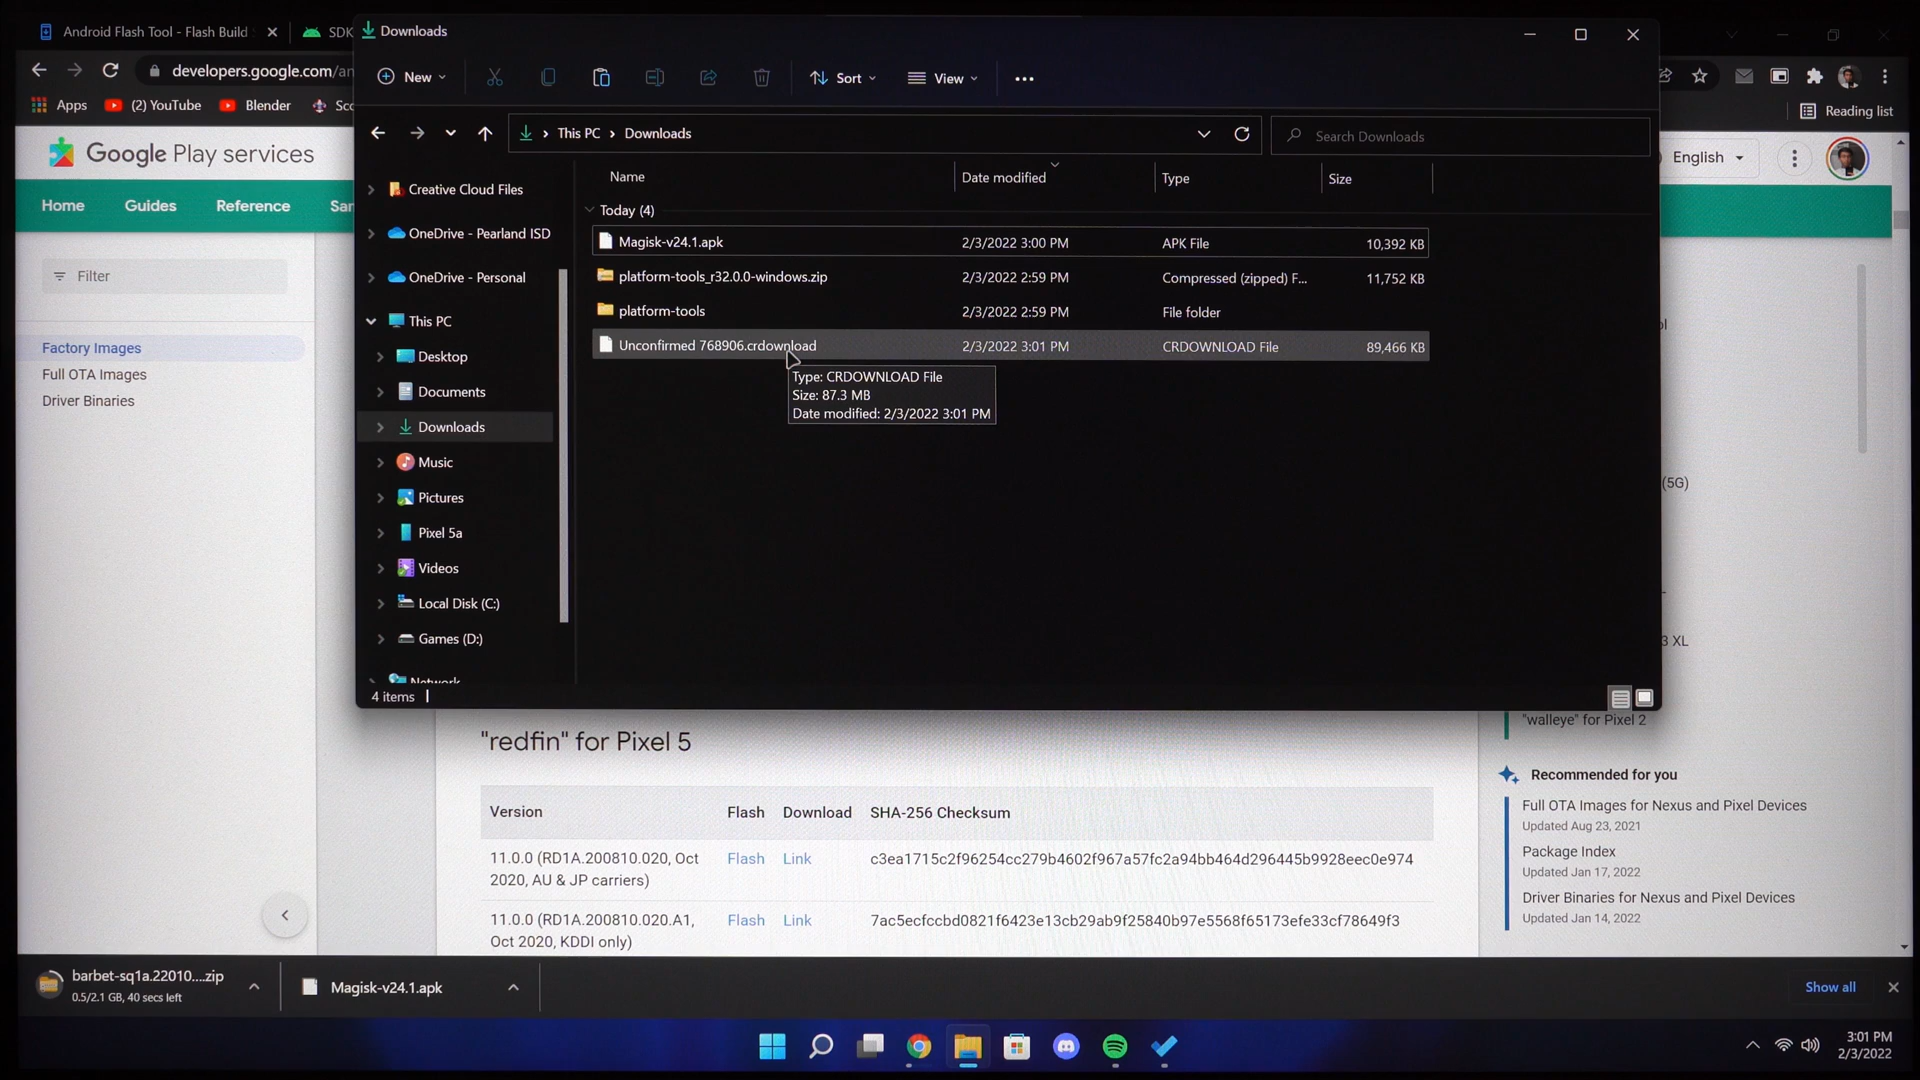 Android Flash Tool - Flash Build
SDK
Downloads
developers.google.com/an
New
Sort
View
Apps
(2) YouTube
Blender
Sc
Reading list
This PC > Downloads
Search Downloads
Google Play services
English
Home
Guides
Reference
Sar
Name
Date modified
Type
Size
Creative Cloud Files
OneDrive - Pearland ISD
OneDrive - Personal
This PC
Desktop
Documents
Downloads
Music
Pictures
Pixel 5a
Videos
Local Disk (C:)
Games (D:)
Network
Today (4)
Magisk-v24.1.apk 2/3/2022 3:00 PM APK File 10,392 KB
platform-tools_r32.0.0-windows.zip 2/3/2022 2:59 PM Compressed (zipped) F... 11,752 KB
platform-tools 2/3/2022 2:59 PM File folder
Unconfirmed 768906.crdownload 2/3/2022 3:01 PM CRDOWNLOAD File 89,466 KB
Type: CRDOWNLOAD File
Size: 87.3 MB
Date modified: 2/3/2022 3:01 PM
4 items
Filter
Factory Images
Full OTA Images
Driver Binaries
(5G)
3 XL
"walleye" for Pixel 2
"redfin" for Pixel 5
Version Flash Download SHA-256 Checksum
11.0.0 (RD1A.200810.020, Oct Flash Link c3ea1715c2f96254cc279b4602f967a57fc2a94bb464d296445b9928eec0e974
2020, AU & JP carriers)
11.0.0 (RD1A.200810.020.A1, Flash Link 7ac5ecfccbd0821f6423e13cb29ab9f25840b97e5568f65173efe33cf78649f3
Oct 2020, KDDI only)
Recommended for you
Full OTA Images for Nexus and Pixel Devices
Updated Aug 23, 2021
Package Index
Updated Jan 17, 2022
Driver Binaries for Nexus and Pixel Devices
Updated Jan 14, 2022
barbet-sq1a.22010....zip
0.5/2.1 GB, 40 secs left
Magisk-v24.1.apk
Show all
3:01 PM
2/3/2022